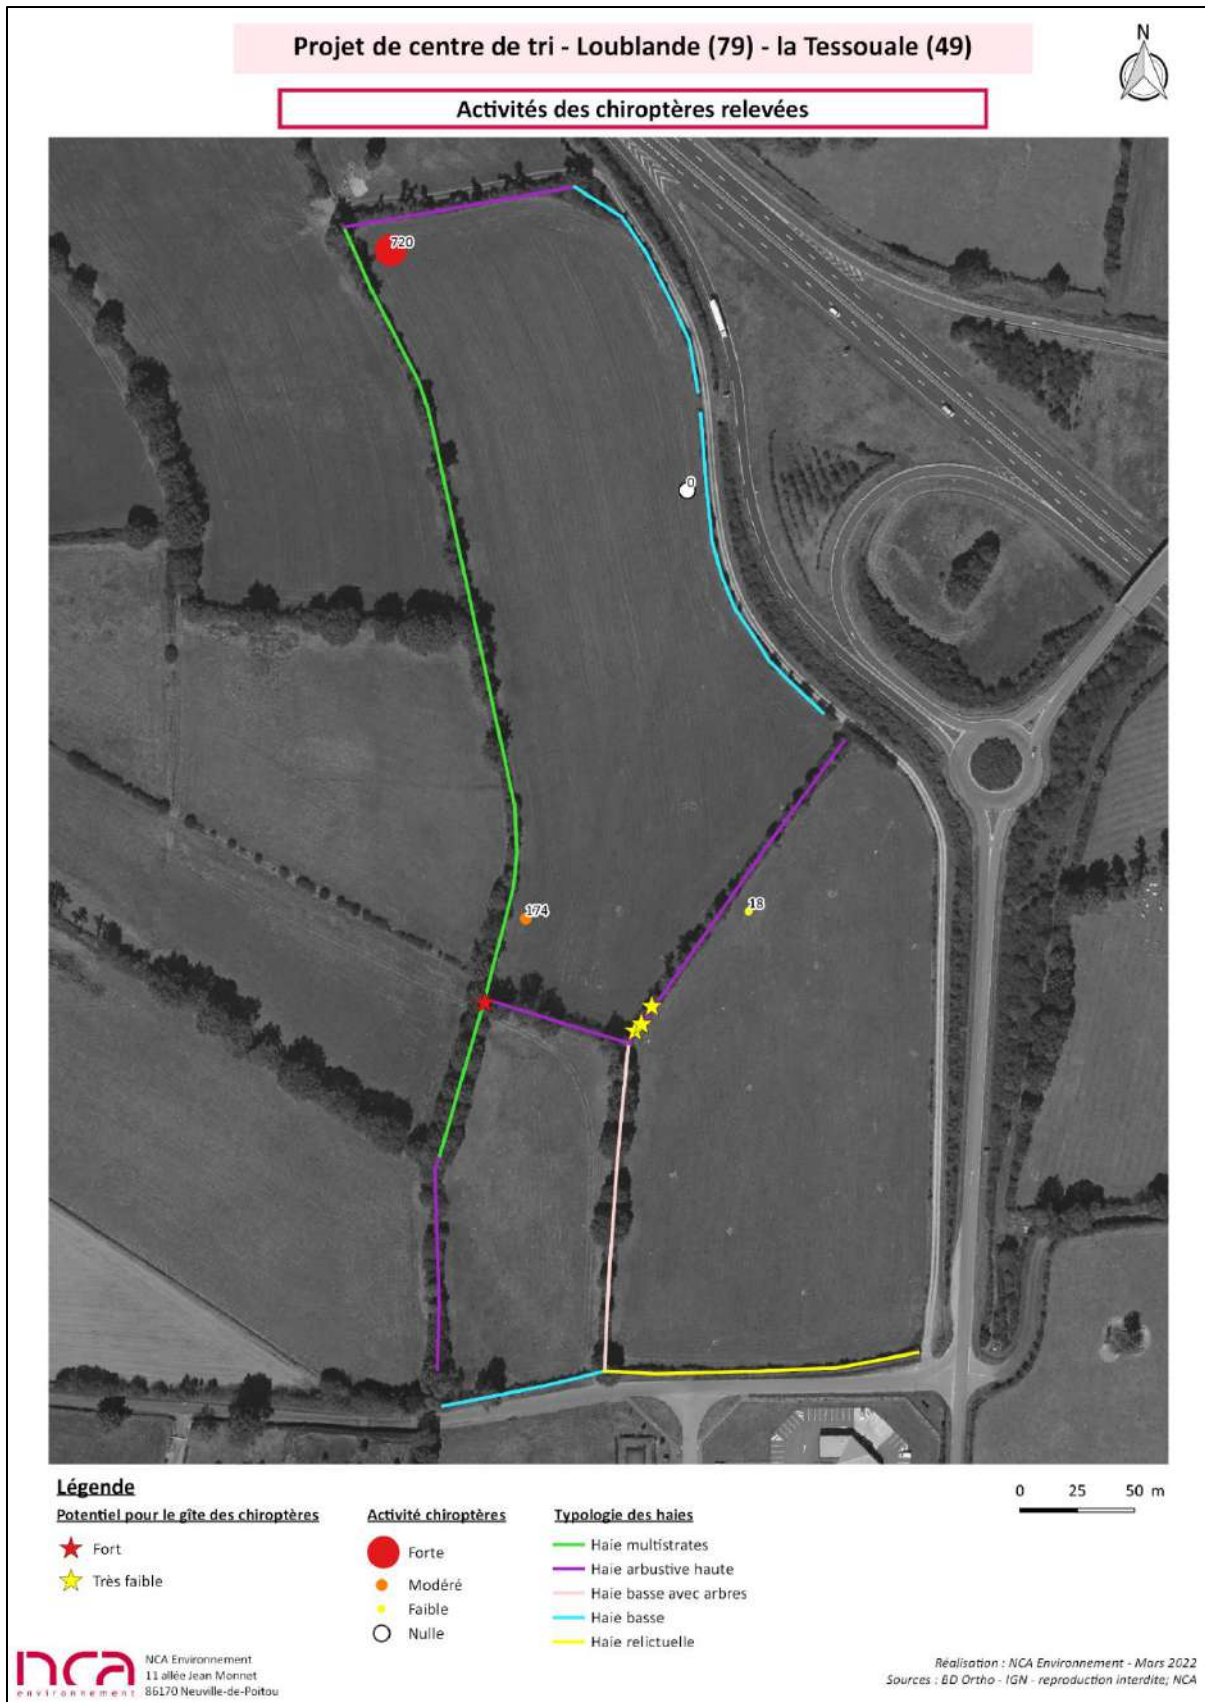 Projet de centre de tri - Loublande (79) - la Tessouale (49)
N
Activités des chiroptères relevées
720
0
174
18
Légende
Potentiel pour le gîte des chiroptères
Fort
Très faible
Activité chiroptères
Forte
Modéré
Faible
Nulle
Typologie des haies
Haie multistrates
Haie arbustive haute
Haie basse avec arbres
Haie basse
Haie relictuelle
0 25 50 m
nca
environnement
NCA Environnement
11 allée Jean Monnet
86170 Neuville-de-Poitou
Réalisation : NCA Environnement - Mars 2022
Sources : BD Ortho - IGN - reproduction interdite; NCA